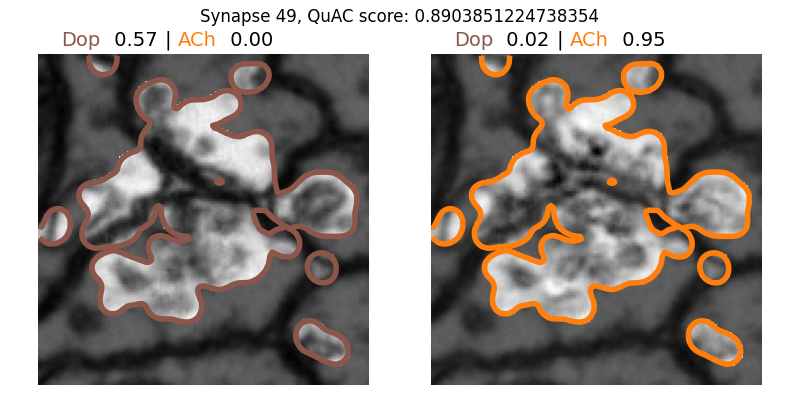 Synapse 49, QuAC score: 0.8903851224738354
Dop 0.57 | ACh 0.00
Dop 0.02 | ACh 0.95